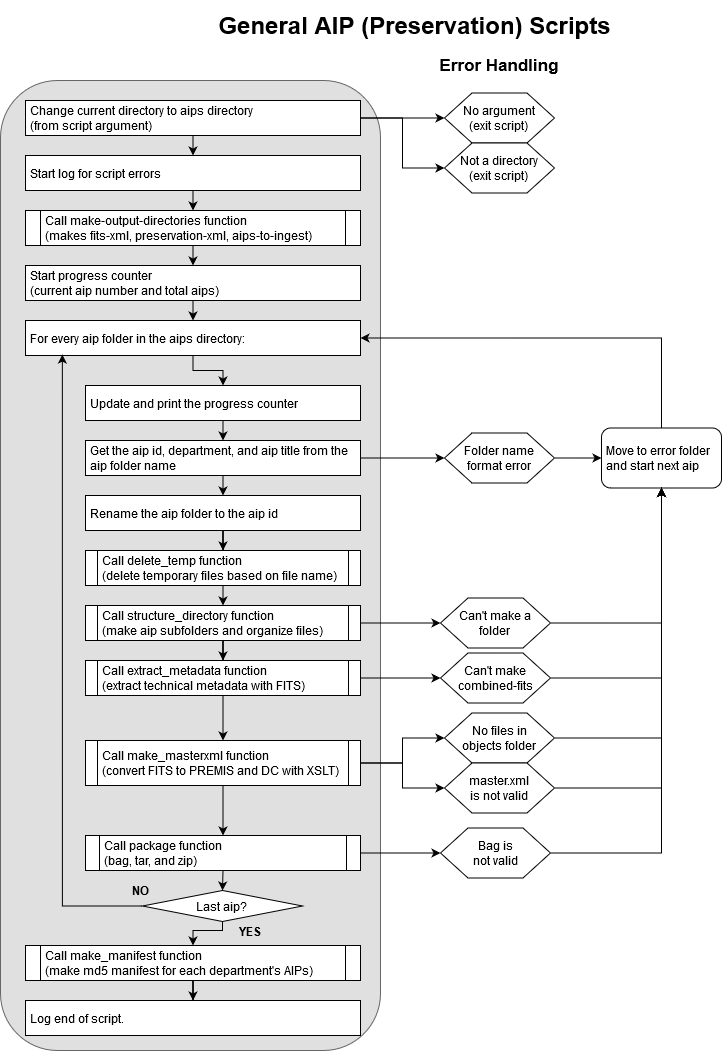 General AIP (Preservation) Scripts
Error Handling
Change current directory to aips directory
(from script argument)
No argument
(exit script)
Not a directory
(exit script)
Start log for script errors
Call make-output-directories function
(makes fits-xml, preservation-xml, aips-to-ingest)
Start progress counter
(current aip number and total aips)
For every aip folder in the aips directory:
Update and print the progress counter
Get the aip id, department, and aip title from the
aip folder name
Folder name
format error
Move to error folder
and start next aip
Rename the aip folder to the aip id
Call delete_temp function
(delete temporary files based on file name)
Call structure_directory function
(make aip subfolders and organize files)
Can't make a
folder
Call extract_metadata function
(extract technical metadata with FITS)
Can't make
combined-fits
Call make_masterxml function
(convert FITS to PREMIS and DC with XSLT)
No files in
objects folder
master.xml
is not valid
Call package function
(bag, tar, and zip)
Bag is
not valid
NO
Last aip?
YES
Call make_manifest function
(make md5 manifest for each department's AIPs)
Log end of script.